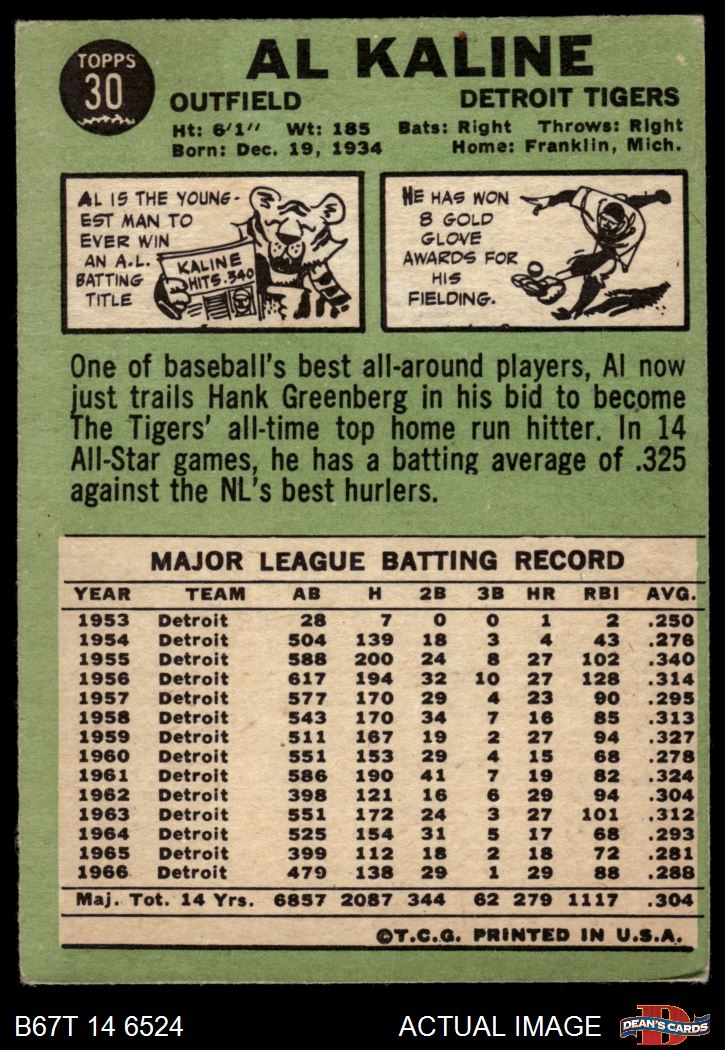 TOPPS
30
AL KALINE
OUTFIELD DETROIT TIGERS
Ht: 6'1" Wt: 185 Bats: Right Throws: Right
Born: Dec. 19, 1934 Home: Franklin, Mich.
AL IS THE YOUNG-
EST MAN TO
EVER WIN
AN A.L.
BATTING
TITLE
KALINE
HITS .340
HE HAS WON
8 GOLD
GLOVE
AWARDS FOR
HIS
FIELDING.
One of baseball's best all-around players, Al now
just trails Hank Greenberg in his bid to become
The Tigers' all-time top home run hitter. In 14
All-Star games, he has a batting average of .325
against the NL's best hurlers.
MAJOR LEAGUE BATTING RECORD
YEAR TEAM AB H 2B 3B HR RBI AVG.
1953 Detroit 28 7 0 0 1 2 .250
1954 Detroit 504 139 18 3 4 43 .276
1955 Detroit 588 200 24 8 27 102 .340
1956 Detroit 617 194 32 10 27 128 .314
1957 Detroit 577 170 29 4 23 90 .295
1958 Detroit 543 170 34 7 16 85 .313
1959 Detroit 511 167 19 2 27 94 .327
1960 Detroit 551 153 29 4 15 68 .278
1961 Detroit 586 190 41 7 19 82 .324
1962 Detroit 398 121 16 6 29 94 .304
1963 Detroit 551 172 24 3 27 101 .312
1964 Detroit 525 154 31 5 17 68 .293
1965 Detroit 399 112 18 2 18 72 .281
1966 Detroit 479 138 29 1 29 88 .288
Maj. Tot. 14 Yrs. 6857 2087 344 62 279 1117 .304
©T.C.G. PRINTED IN U.S.A.
B67T 14 6524 ACTUAL IMAGE
DEAN'S CARDS